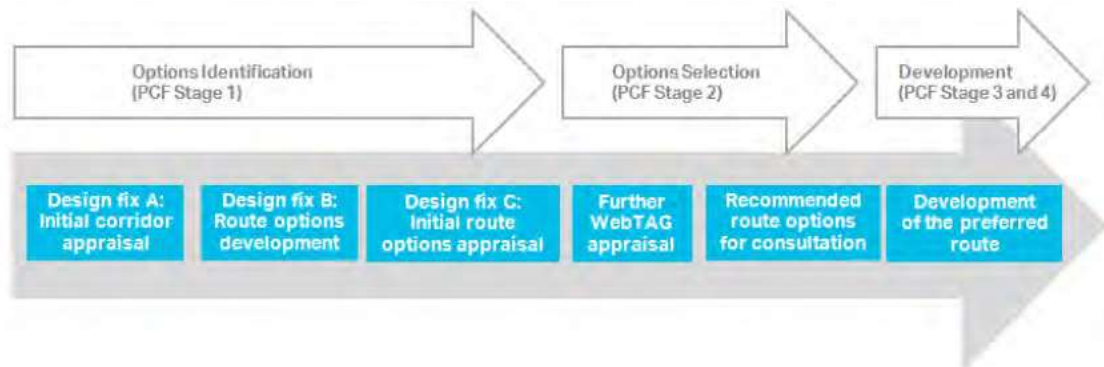 Options Identification
(PCF Stage 1)
Options Selection
(PCF Stage 2)
Development
(PCF Stage 3 and 4)
Design fix A:
Initial corridor
appraisal
Design fix B:
Route options
development
Design fix C:
Initial route
options appraisal
Further
WebTAG
appraisal
Recommended
route options
for consultation
Development
of the preferred
route